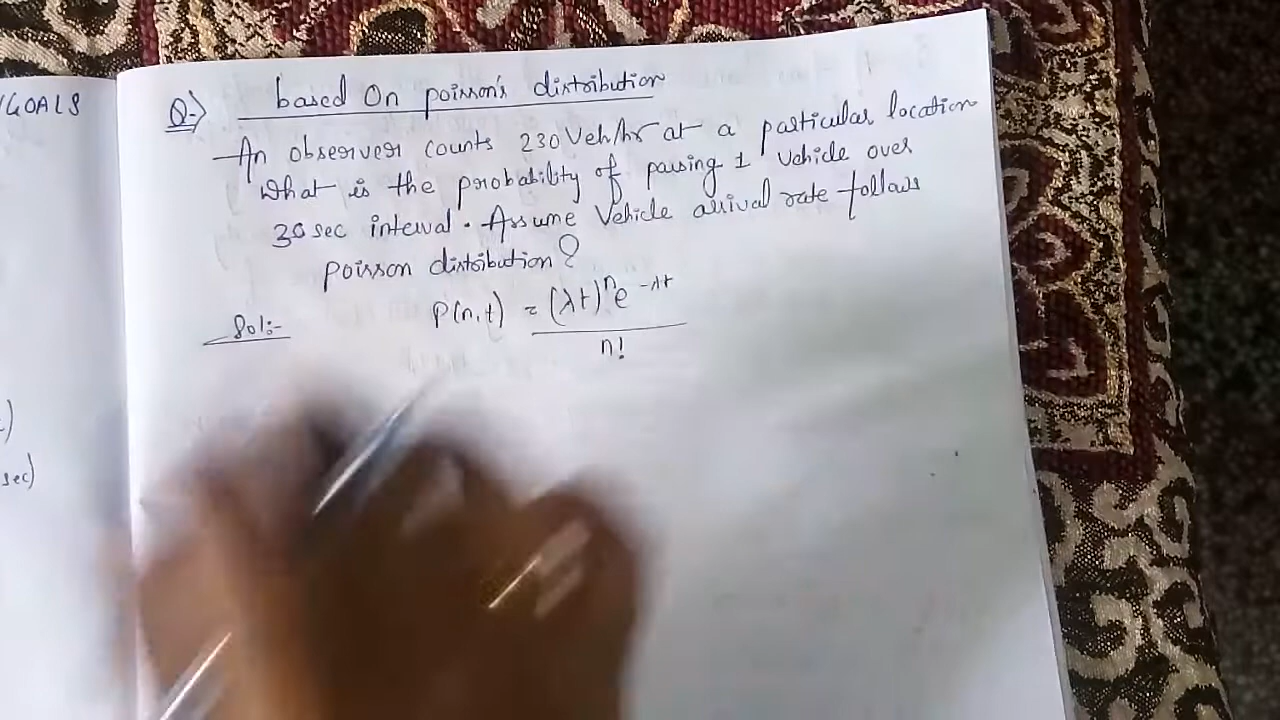 GOALS
Q→ based On poisson's distribution
An observer counts 230 Veh/hr at a particular location
What is the probability of passing 1 vehicle over
30 sec interval. Assume Vehicle arrival rate follows
poisson distribution?
Sol:- P(n,t) = (λt)ⁿe^-λt
n!
)
sec)